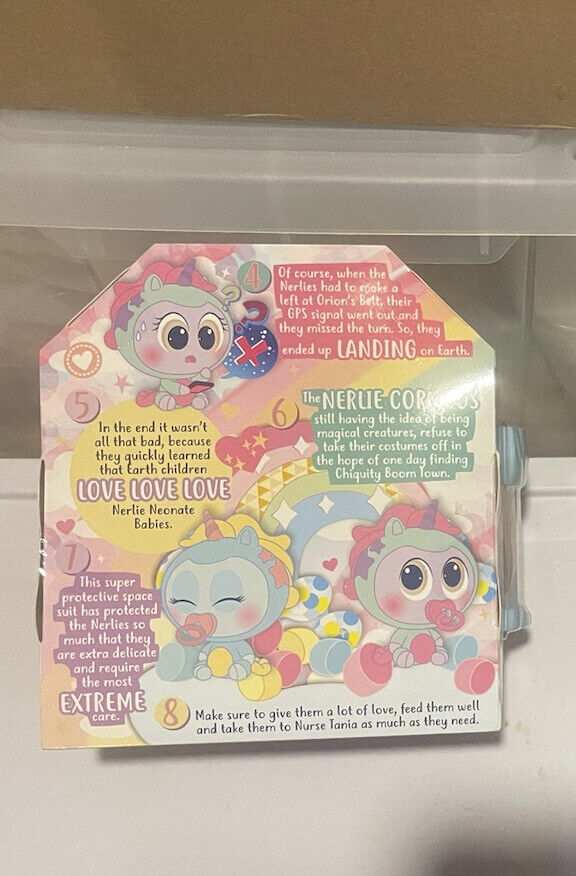 4
Of course, when the
Nerlies had to make a
left at Orion's Belt, their
GPS signal went out and
they missed the turn. So, they
ended up LANDING on Earth.
5
In the end it wasn't
all that bad, because
they quickly learned
that Earth children
LOVE LOVE LOVE
Nerlie Neonate
Babies.
6
The NERLIE
still having the idea of being
magical creatures, refuse to
take their costumes off in
the hope of one day finding
Chiquity Boom Town.
7
This super
protective space
suit has protected
the Nerlies so
much that they
are extra delicate
and require
the most
EXTREME
care.
8
Make sure to give them a lot of love, feed them well
and take them to Nurse Tania as much as they need.